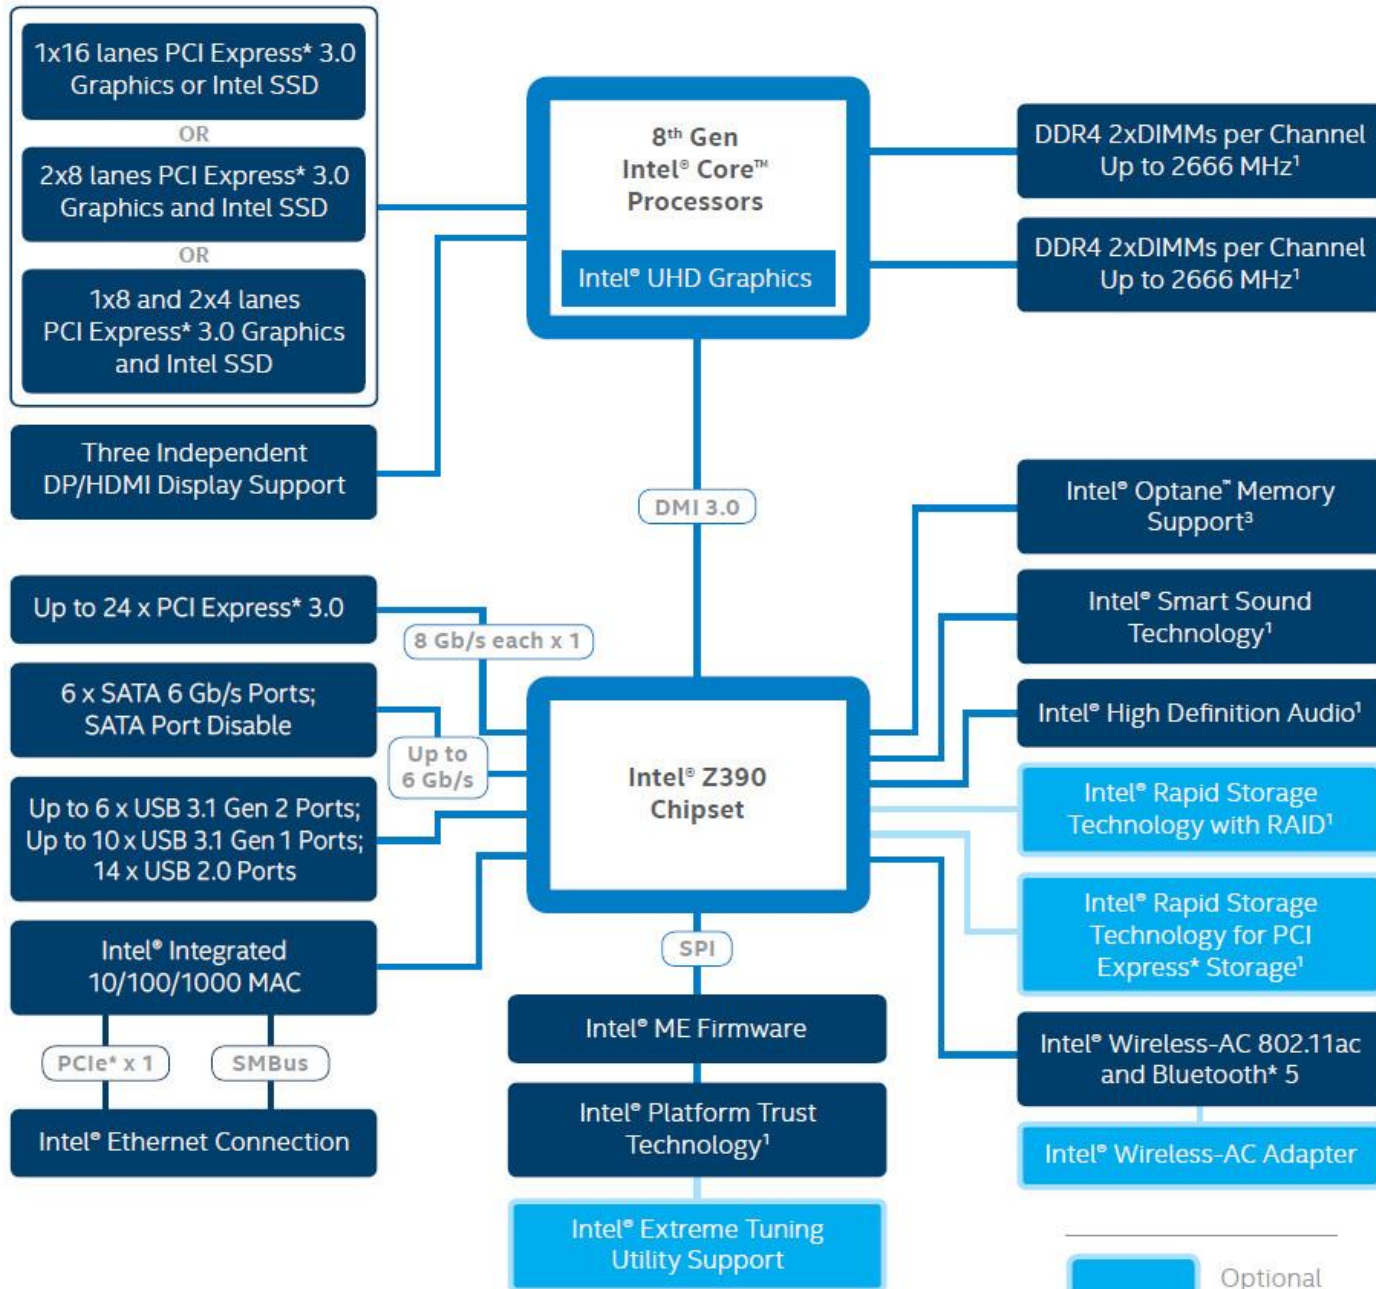 1x16 lanes PCI Express* 3.0
Graphics or Intel SSD
OR
2x8 lanes PCI Express* 3.0
Graphics and Intel SSD
OR
1x8 and 2x4 lanes
PCI Express* 3.0 Graphics
and Intel SSD
Three Independent
DP/HDMI Display Support
8th Gen
Intel® Core™
Processors
Intel® UHD Graphics
DDR4 2xDIMMs per Channel
Up to 2666 MHz¹
DDR4 2xDIMMs per Channel
Up to 2666 MHz¹
DMI 3.0
Up to 24 x PCI Express* 3.0
8 Gb/s each x 1
6 x SATA 6 Gb/s Ports;
SATA Port Disable
Up to
6 Gb/s
Up to 6 x USB 3.1 Gen 2 Ports;
Up to 10 x USB 3.1 Gen 1 Ports;
14 x USB 2.0 Ports
Intel® Integrated
10/100/1000 MAC
PCIe* x 1
SMBus
Intel® Ethernet Connection
Intel® Z390
Chipset
SPI
Intel® ME Firmware
Intel® Platform Trust
Technology¹
Intel® Extreme Tuning
Utility Support
Intel® Optane™ Memory
Support³
Intel® Smart Sound
Technology¹
Intel® High Definition Audio¹
Intel® Rapid Storage
Technology with RAID¹
Intel® Rapid Storage
Technology for PCI
Express* Storage¹
Intel® Wireless-AC 802.11ac
and Bluetooth* 5
Intel® Wireless-AC Adapter
Optional